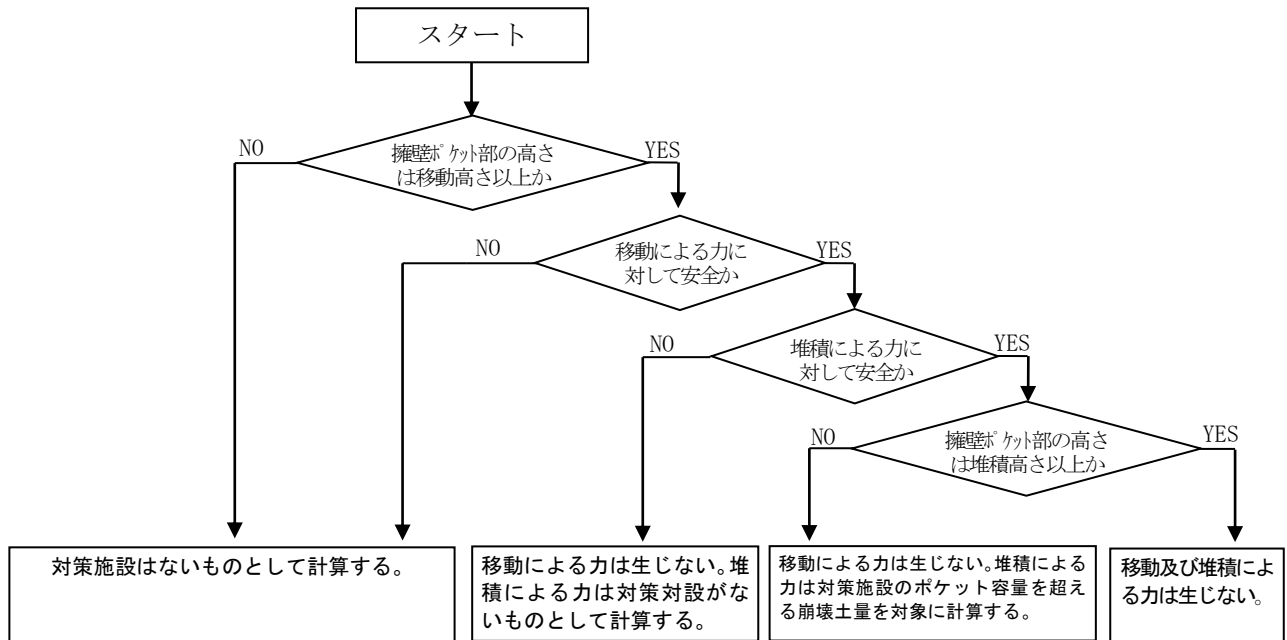 スタート
NO
擁壁ﾎﾟｹｯﾄ部の高さ
は移動高さ以上か
YES
NO
移動による力に
対して安全か
YES
NO
堆積による力に
対して安全か
YES
NO
擁壁ﾎﾟｹｯﾄ部の高さ
は堆積高さ以上か
YES
対策施設はないものとして計算する。
移動による力は生じない。堆
積による力は対策対設がな
いものとして計算する。
移動による力は生じない。堆積による
力は対策施設のポケット容量を超え
る崩壊土量を対象に計算する。
移動及び堆積によ
る力は生じない。